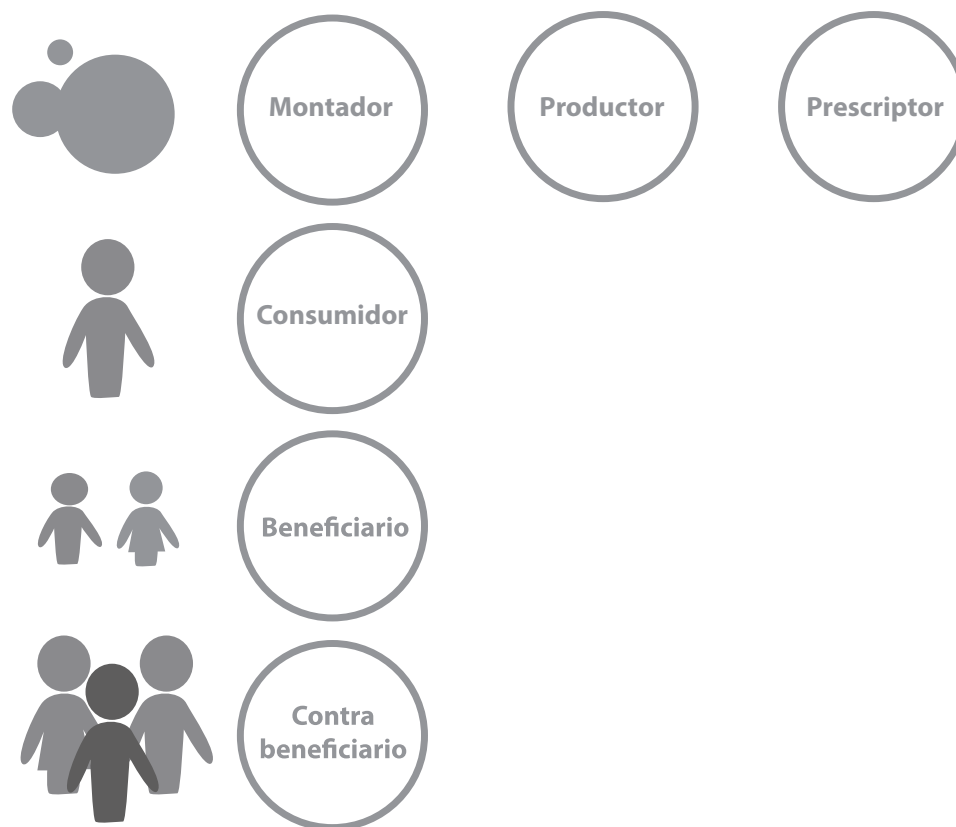 Montador
Productor
Prescriptor
Consumidor
Beneficiario
Contra
beneficiario